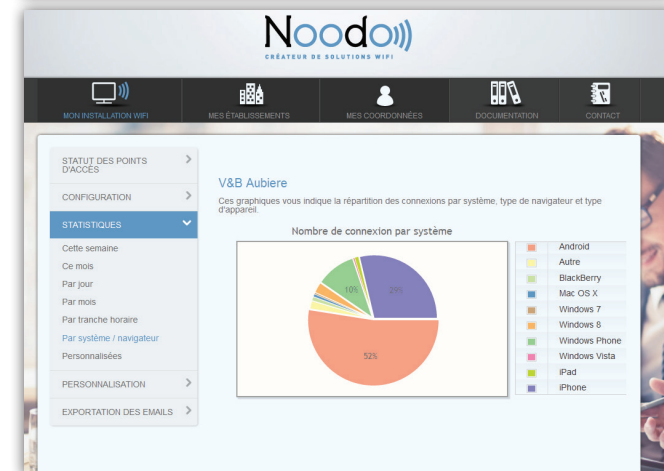 Noodo
CRÉATEUR DE SOLUTIONS WIFI
MON INSTALLATION WIFI
MES ÉTABLISSEMENTS
MES COORDONNÉES
DOCUMENTATION
CONTACT
STATUT DES POINTS
D'ACCÈS
CONFIGURATION
STATISTIQUES
Cette semaine
Ce mois
Par jour
Par mois
Par tranche horaire
Par système / navigateur
Personnalisées
PERSONNALISATION
EXPORTATION DES EMAILS
V&B Aubiere
Ces graphiques vous indique la répartition des connexions par système, type de navigateur et type
d'appareil.
Nombre de connexion par système
10%
29%
52%
Android
Autre
BlackBerry
Mac OS X
Windows 7
Windows 8
Windows Phone
Windows Vista
iPad
iPhone